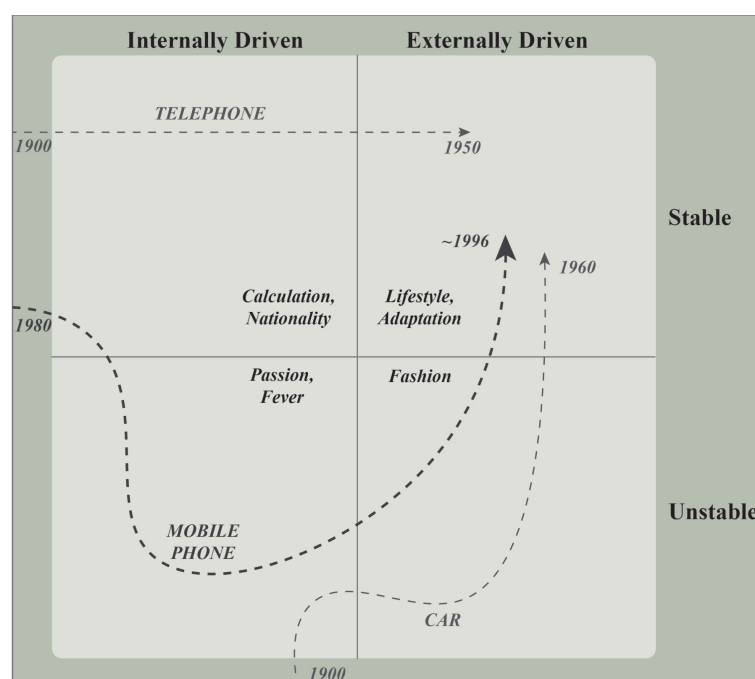 Internally Driven
Externally Driven
TELEPHONE
1900
1950
Stable
~1996
1960
Calculation,
Nationality
Lifestyle,
Adaptation
1980
Passion,
Fever
Fashion
Unstable
MOBILE
PHONE
CAR
1900